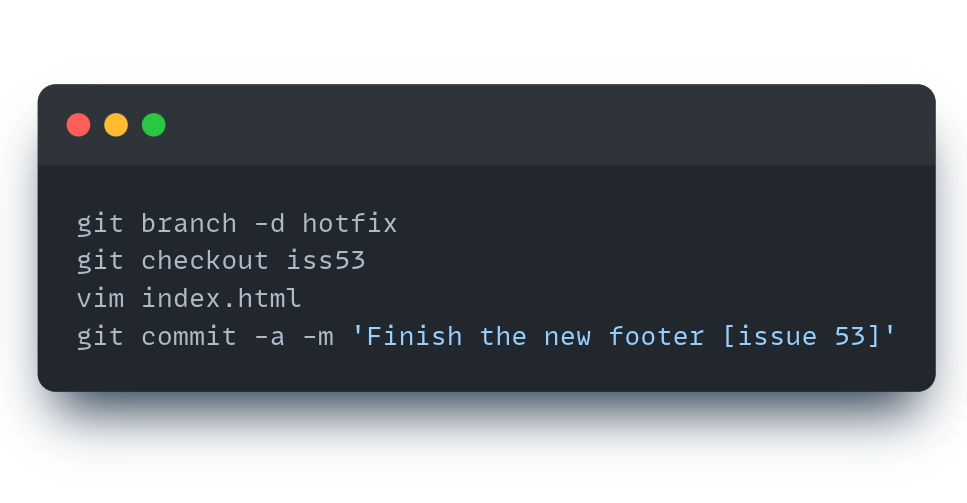 git branch -d hotfix
git checkout iss53
vim index.html
git commit -a -m 'Finish the new footer [issue 53]'